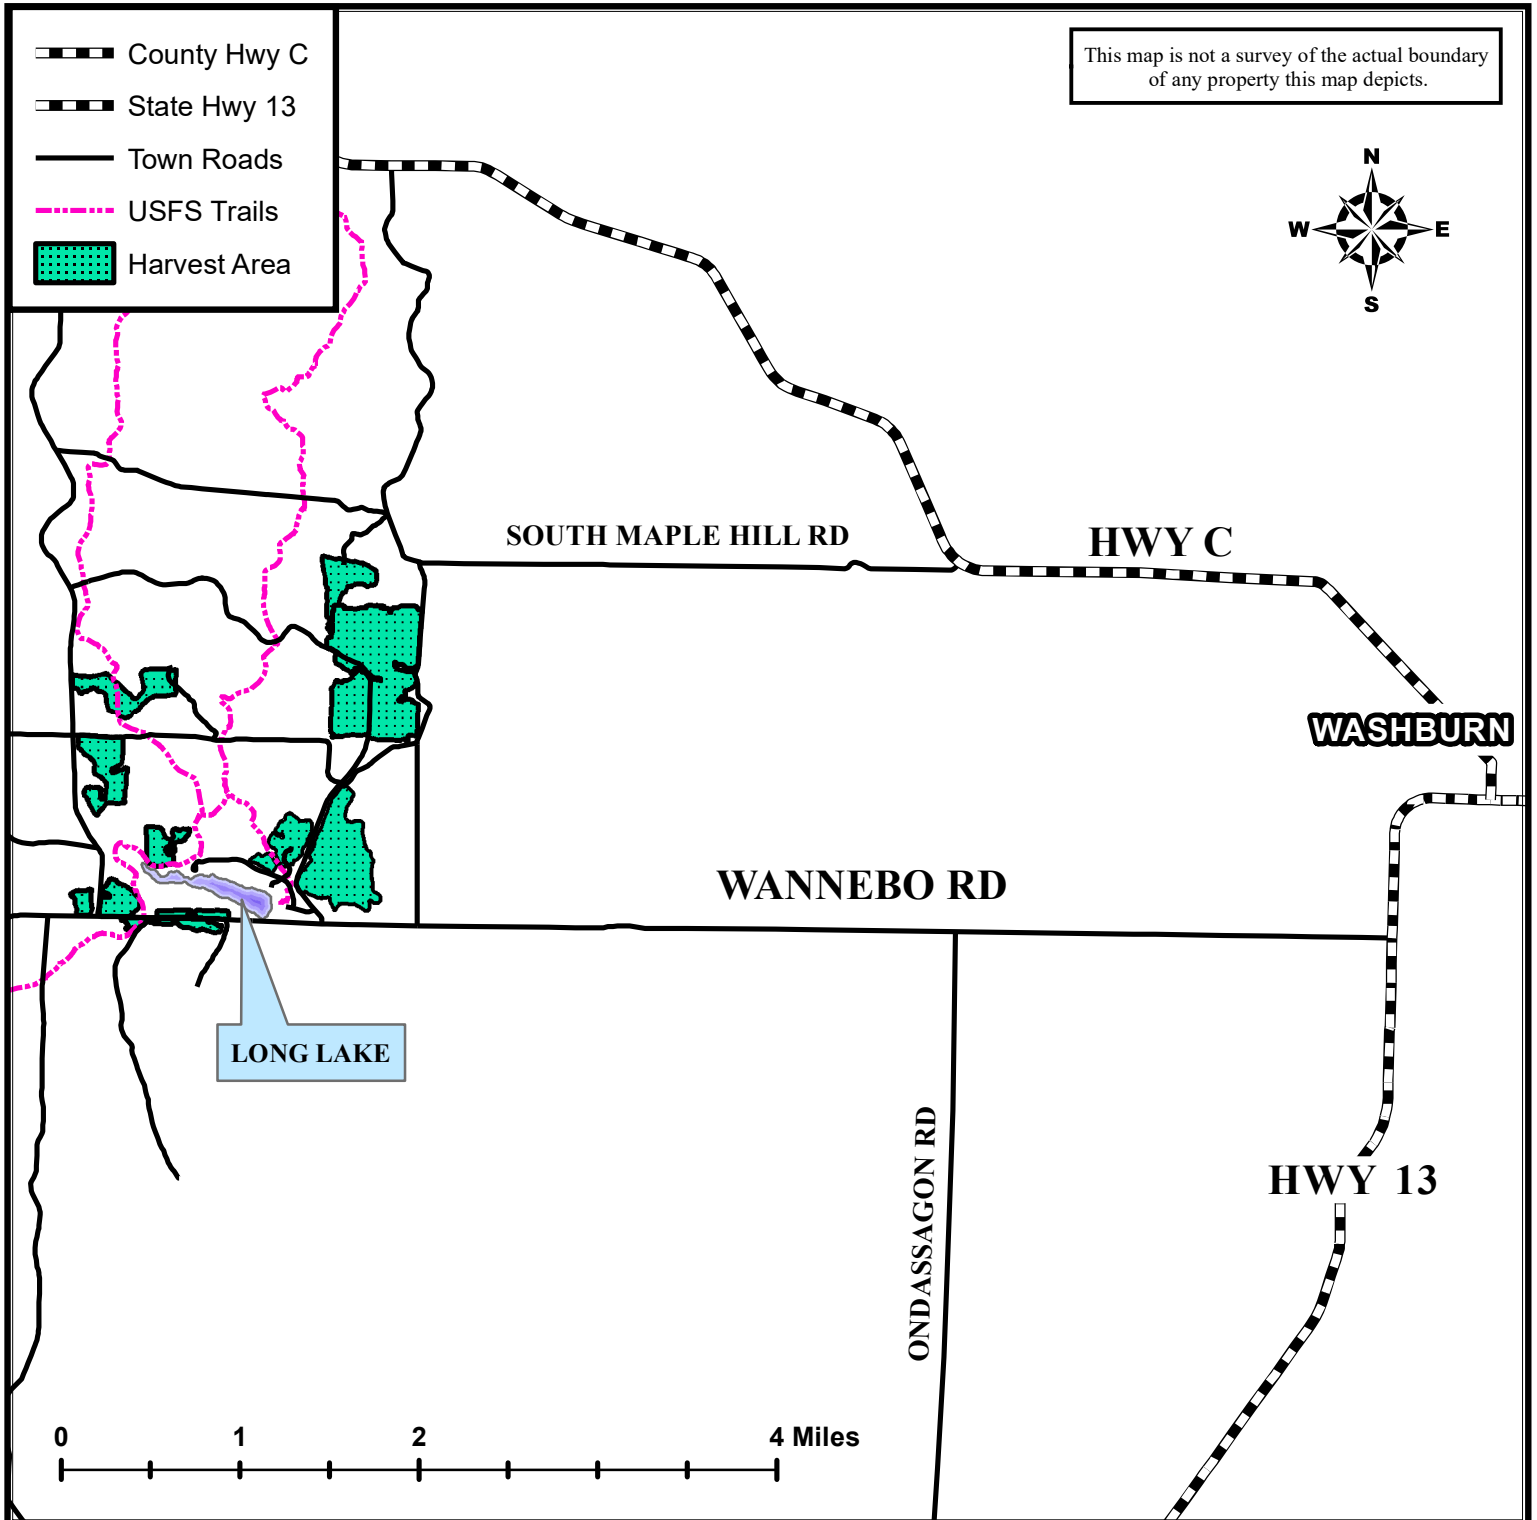 County Hwy C
State Hwy 13
Town Roads
USFS Trails
Harvest Area
This map is not a survey of the actual boundary
of any property this map depicts.
N
W
E
S
SOUTH MAPLE HILL RD
HWY C
WASHBURN
WANNEBO RD
LONG LAKE
ONDASSAGON RD
HWY 13
0 1 2 4 Miles